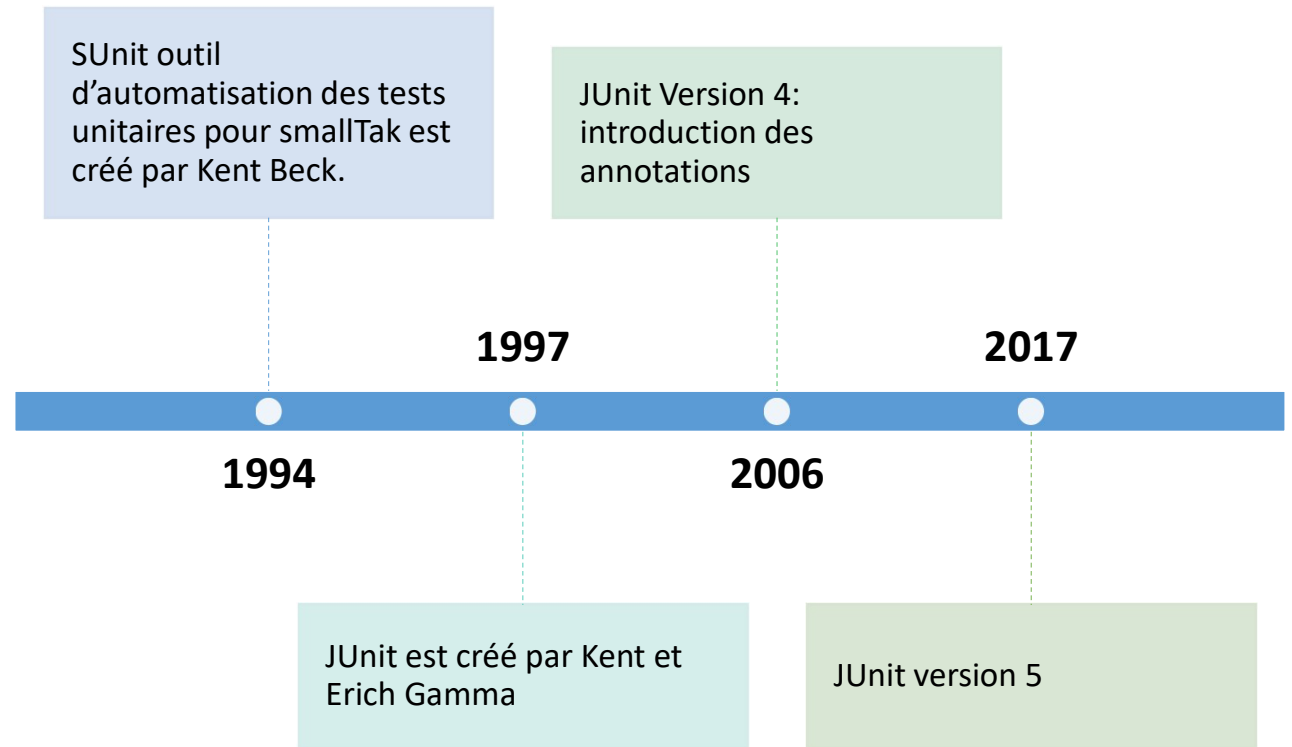 SUnit outil
d’automatisation des tests
unitaires pour smallTak est
créé par Kent Beck.
JUnit Version 4:
introduction des
annotations
1997
2017
1994
2006
JUnit est créé par Kent et
Erich Gamma
JUnit version 5